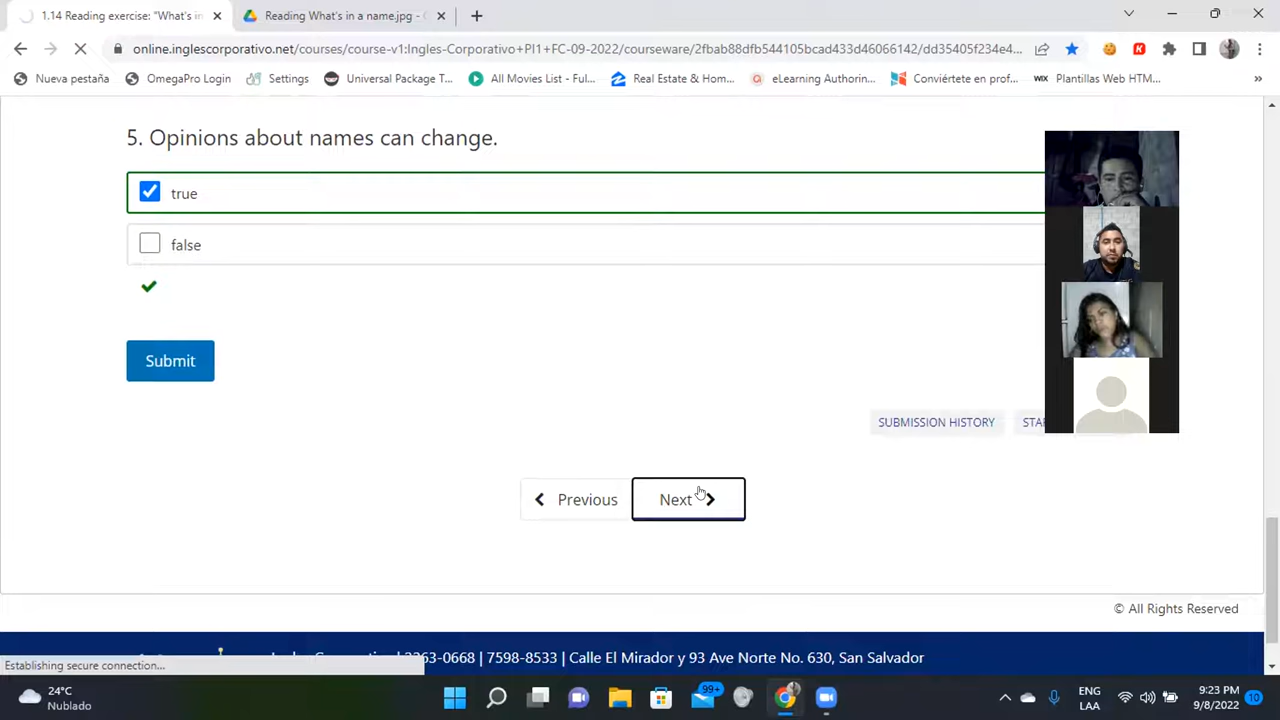 1.14 Reading exercise: "What's in
Reading What's in a name.jpg - G
online.inglescorporativo.net/courses/course-v1:Ingles-Corporativo+PI1+FC-09-2022/courseware/2fbab88dfb544105bcad433d46066142/dd35405f234e4...
Nueva pestaña
OmegaPro Login
Settings
Universal Package T...
All Movies List - Ful...
Real Estate & Hom...
eLearning Authorin...
Conviértete en prof...
WIX Plantillas Web HTM...
»
5. Opinions about names can change.
true
false
Submit
SUBMISSION HISTORY
Previous
Next
© All Rights Reserved
2263-0668 | 7598-8533 | Calle El Mirador y 93 Ave Norte No. 630, San Salvador
Establishing secure connection...
24°C
Nublado
99+
ENG
LAA
9:23 PM
9/8/2022
10